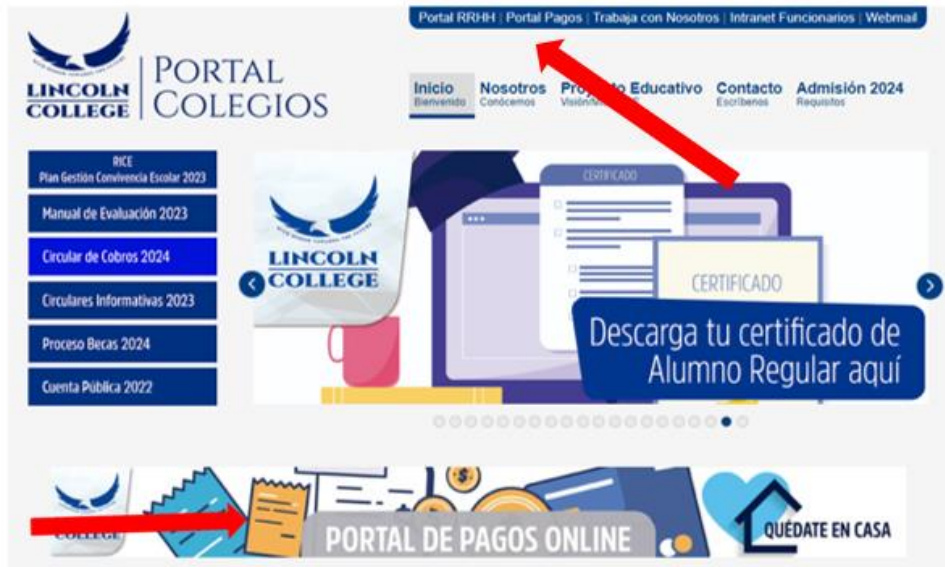 Portal RRHH | Portal Pagos | Trabaja con Nosotros | Intranet Funcionarios | Webmail
LINCOLN
COLLEGE
PORTAL
COLEGIOS
Inicio Nosotros Proyecto Educativo Contacto Admisión 2024
Bienvenido Conócemos Escríbenos Requisitos
RICE
Plan Gestión Convivencia Escolar 2023
Manual de Evaluación 2023
Circular de Cobros 2024
Circulares Informativas 2023
Proceso Becas 2024
Cuenta Pública 2022
LINCOLN
COLLEGE
CERTIFICADO
CERTIFICADO
Descarga tu certificado de
Alumno Regular aquí
COLLEGE
PORTAL DE PAGOS ONLINE
QUÉDATE EN CASA